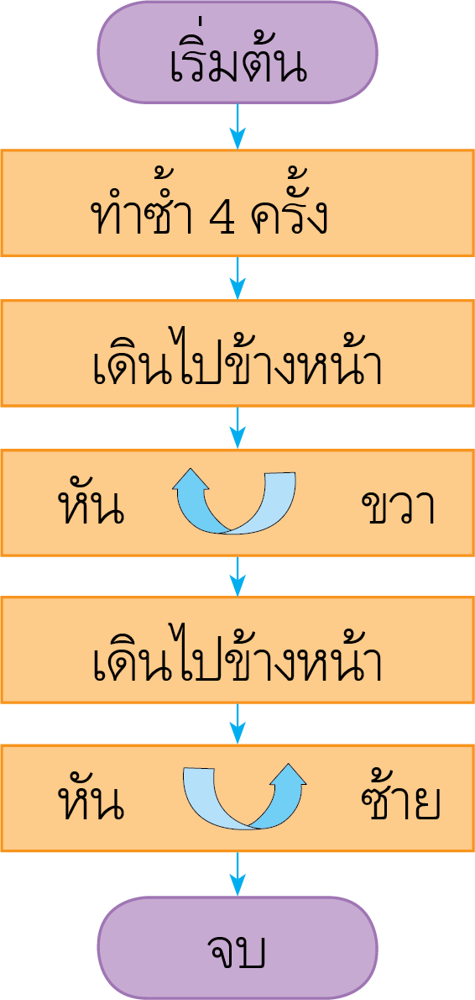 เริ่มต้น
ทำซ้ำ 4 ครั้ง
เดินไปข้างหน้า
หัน ขวา
เดินไปข้างหน้า
หัน ซ้าย
จบ